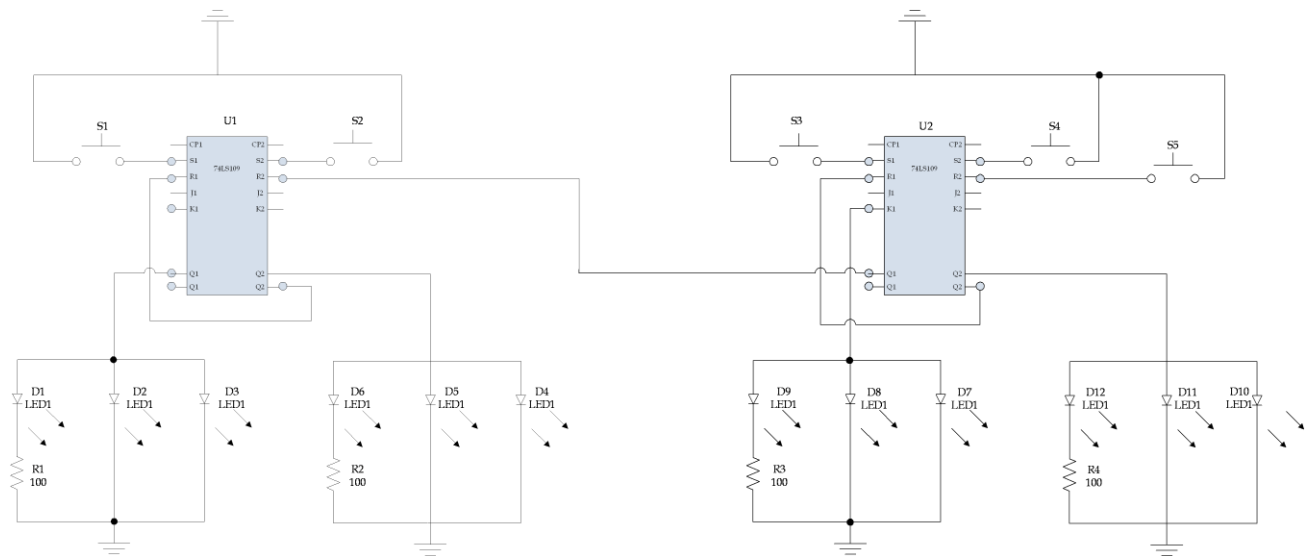 S1
U1
S2
CP1
CP2
S1
S2
74LS109
R1
R2
J1
J2
K1
K2
Q1
Q2
Q1
Q2
S3
U2
S4
S5
CP1
CP2
S1
S2
74LS109
R1
R2
J1
J2
K1
K2
Q1
Q2
Q1
Q2
D1
LED1
D2
LED1
D3
LED1
D6
LED1
D5
LED1
D4
LED1
D9
LED1
D8
LED1
D7
LED1
D12
LED1
D11
LED1
D10
LED1
R1
100
R2
100
R3
100
R4
100